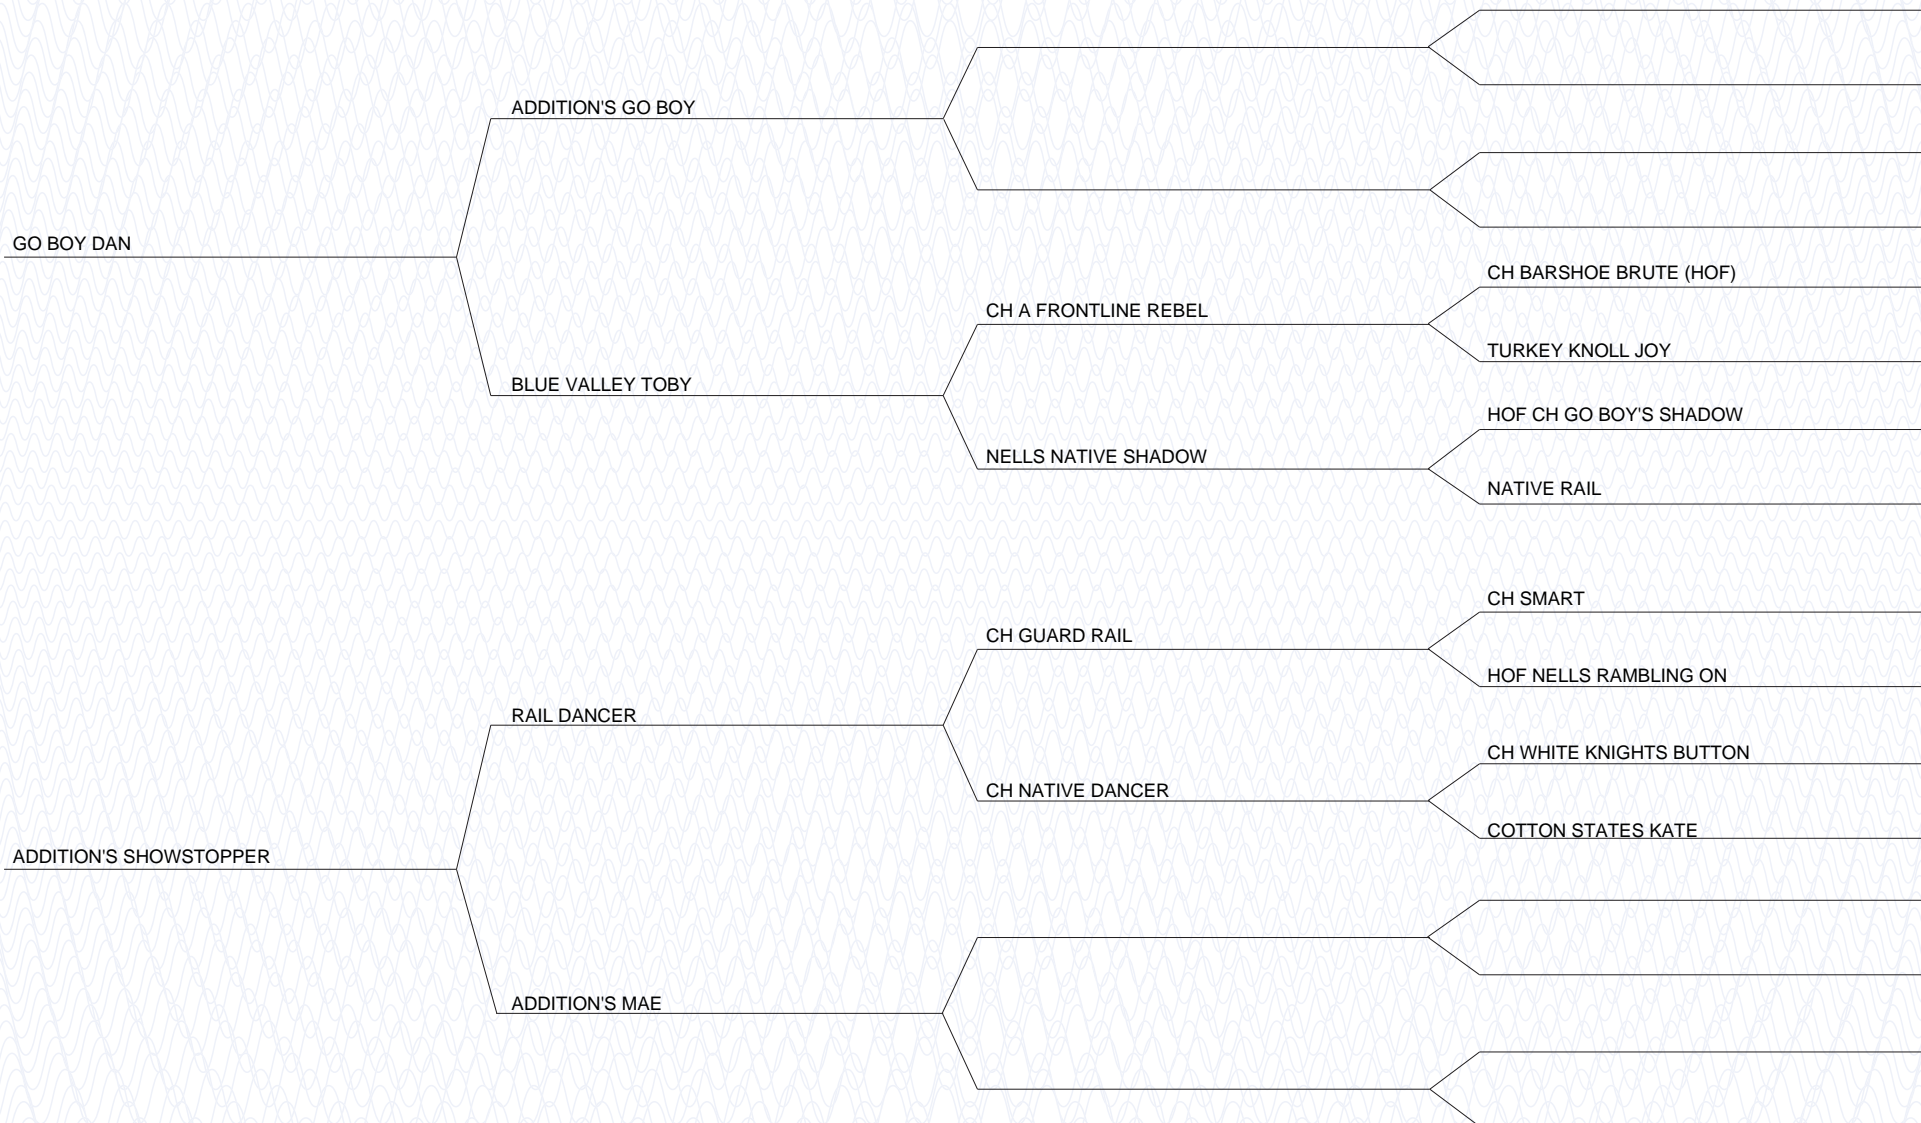 ADDITION'S GO BOY
GO BOY DAN
CH BARSHOE BRUTE (HOF)
CH A FRONTLINE REBEL
TURKEY KNOLL JOY
BLUE VALLEY TOBY
HOF CH GO BOY'S SHADOW
NELLS NATIVE SHADOW
NATIVE RAIL
CH SMART
CH GUARD RAIL
HOF NELLS RAMBLING ON
RAIL DANCER
CH WHITE KNIGHTS BUTTON
CH NATIVE DANCER
COTTON STATES KATE
ADDITION'S SHOWSTOPPER
ADDITION'S MAE